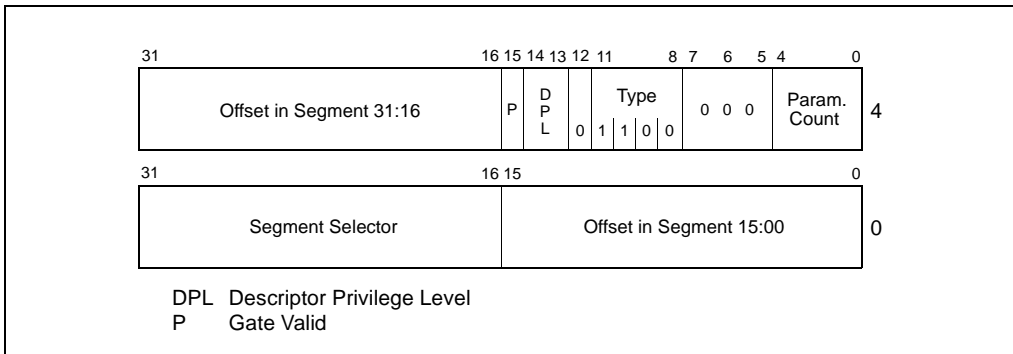 31 16 15 14 13 12 11 8 7 6 5 4 0
Offset in Segment 31:16 P D P L 0 Type 1 1 0 0 0 0 0 Param. Count 4
31 16 15 0
Segment Selector Offset in Segment 15:00 0
DPL Descriptor Privilege Level
P Gate Valid